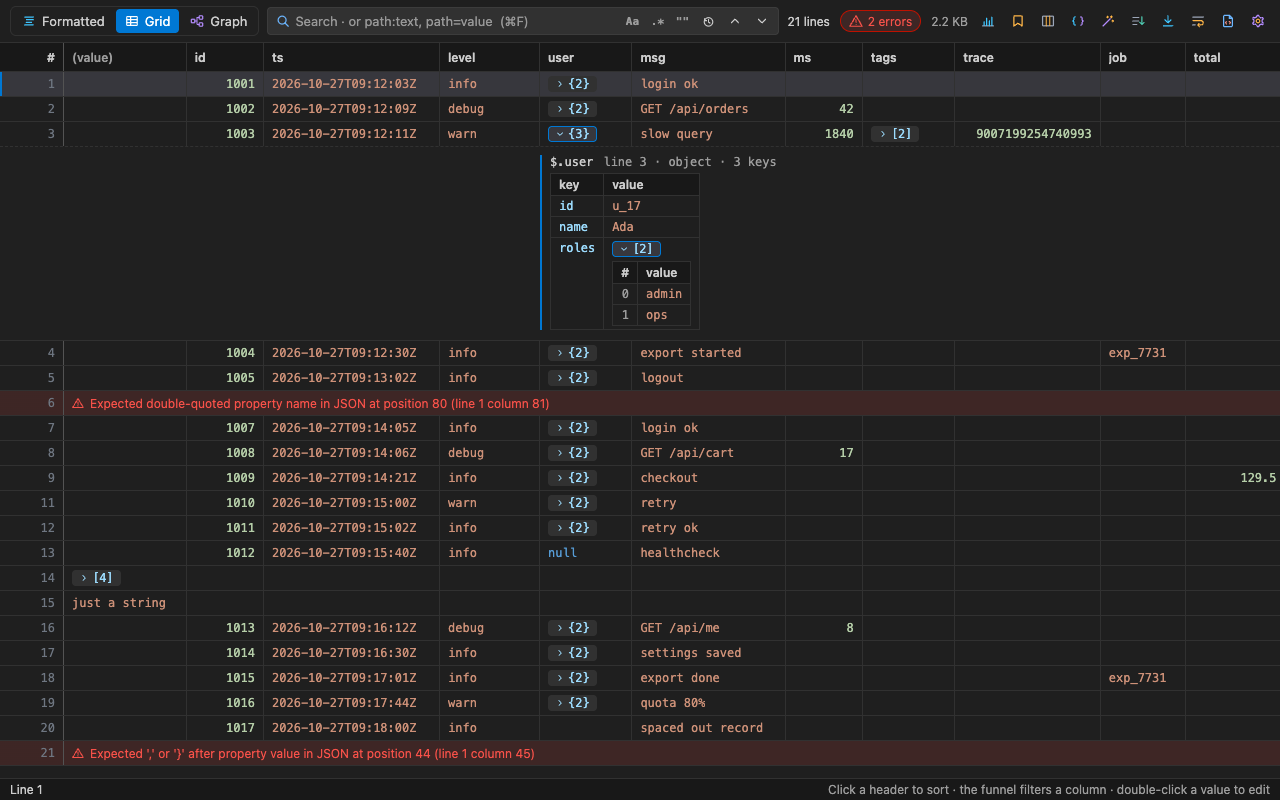 Formatted Grid Graph Search · or path:text, path=value (⌘F) Aa .* "" 21 lines 2 errors 2.2 KB
# (value) id ts level user msg ms tags trace job total
1 1001 2026-10-27T09:12:03Z info {2} login ok
2 1002 2026-10-27T09:12:09Z debug {2} GET /api/orders 42
3 1003 2026-10-27T09:12:11Z warn {3} slow query 1840 [2] 9007199254740993
$.user line 3 · object · 3 keys
key value
id u_17
name Ada
roles [2]
# value
0 admin
1 ops
4 1004 2026-10-27T09:12:30Z info {2} export started exp_7731
5 1005 2026-10-27T09:13:02Z info {2} logout
6 Expected double-quoted property name in JSON at position 80 (line 1 column 81)
7 1007 2026-10-27T09:14:05Z info {2} login ok
8 1008 2026-10-27T09:14:06Z debug {2} GET /api/cart 17
9 1009 2026-10-27T09:14:21Z info {2} checkout 129.5
11 1010 2026-10-27T09:15:00Z warn {2} retry
12 1011 2026-10-27T09:15:02Z info {2} retry ok
13 1012 2026-10-27T09:15:40Z info null healthcheck
14 [4]
15 just a string
16 1013 2026-10-27T09:16:12Z debug {2} GET /api/me 8
17 1014 2026-10-27T09:16:30Z info {2} settings saved
18 1015 2026-10-27T09:17:01Z info {2} export done exp_7731
19 1016 2026-10-27T09:17:44Z warn {2} quota 80%
20 1017 2026-10-27T09:18:00Z info spaced out record
21 Expected ',' or '}' after property value in JSON at position 44 (line 1 column 45)
Line 1 Click a header to sort · the funnel filters a column · double-click a value to edit